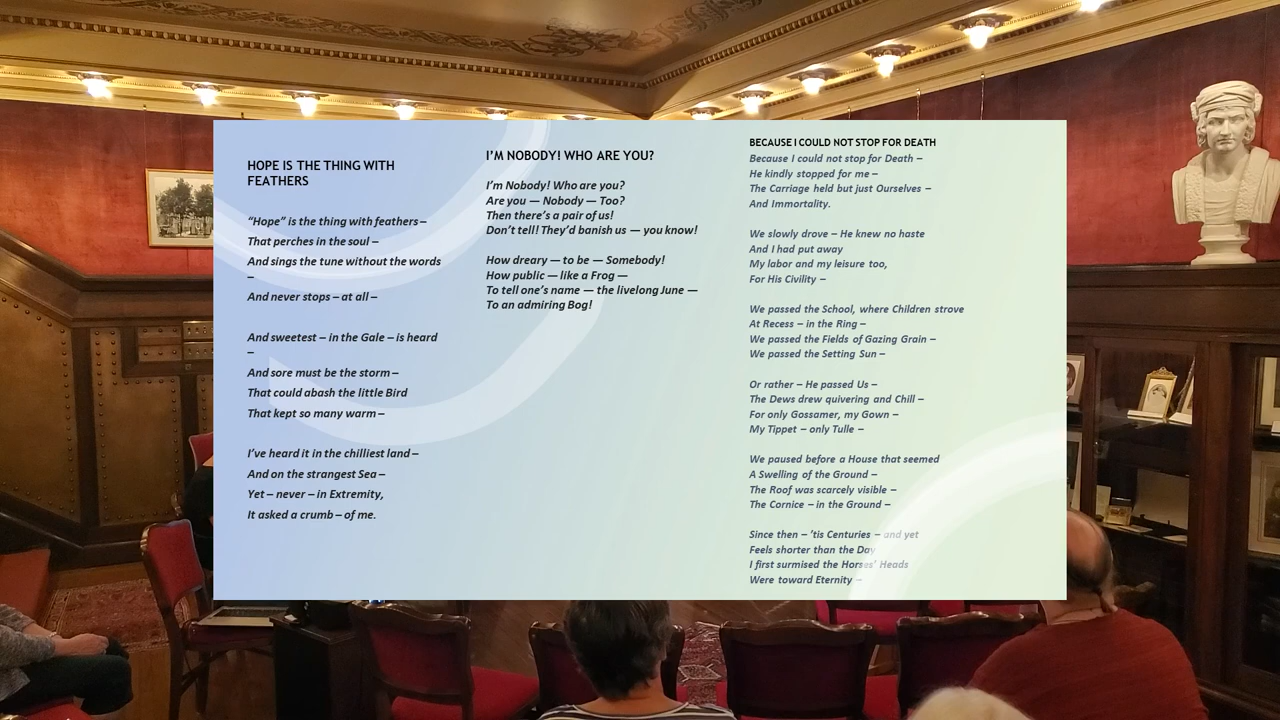 HOPE IS THE THING WITH
FEATHERS
“Hope” is the thing with feathers –
That perches in the soul –
And sings the tune without the words
–
And never stops – at all –
And sweetest – in the Gale – is heard
–
And sore must be the storm –
That could abash the little Bird
That kept so many warm –
I’ve heard it in the chilliest land –
And on the strangest Sea –
Yet – never – in Extremity,
It asked a crumb – of me.
I’M NOBODY! WHO ARE YOU?
I’m Nobody! Who are you?
Are you — Nobody — Too?
Then there’s a pair of us!
Don’t tell! They’d banish us — you know!
How dreary — to be — Somebody!
How public — like a Frog —
To tell one’s name — the livelong June —
To an admiring Bog!
BECAUSE I COULD NOT STOP FOR DEATH
Because I could not stop for Death –
He kindly stopped for me –
The Carriage held but just Ourselves –
And Immortality.
We slowly drove – He knew no haste
And I had put away
My labor and my leisure too,
For His Civility –
We passed the School, where Children strove
At Recess – in the Ring –
We passed the Fields of Gazing Grain –
We passed the Setting Sun –
Or rather – He passed Us –
The Dews drew quivering and Chill –
For only Gossamer, my Gown –
My Tippet – only Tulle –
We paused before a House that seemed
A Swelling of the Ground –
The Roof was scarcely visible –
The Cornice – in the Ground –
Since then – ‘tis Centuries – and yet
Feels shorter than the Day
I first surmised the Horses’ Heads
Were toward Eternity –